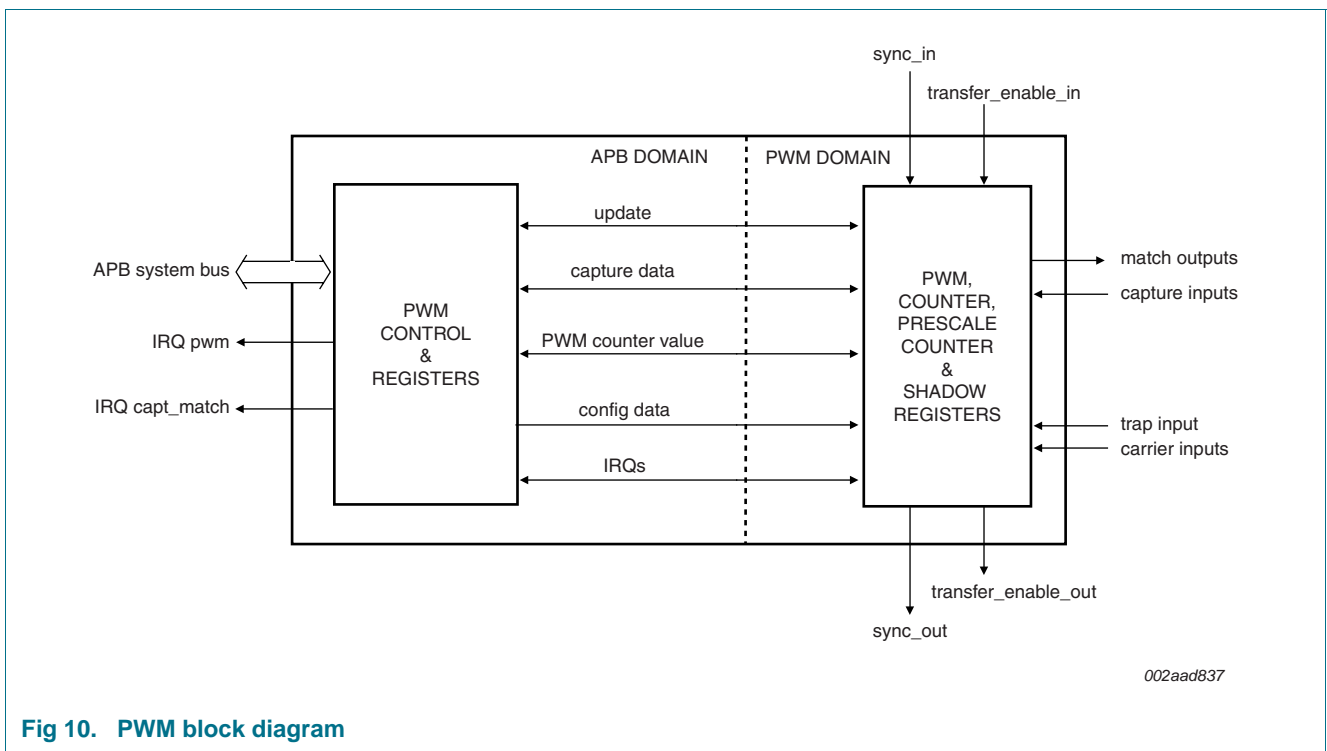 sync_in
transfer_enable_in
APB DOMAIN
PWM DOMAIN
update
capture data
PWM counter value
config data
IRQs
APB system bus
IRQ pwm
IRQ capt_match
PWM
CONTROL
&
REGISTERS
PWM,
COUNTER,
PRESCALE
COUNTER
&
SHADOW
REGISTERS
match outputs
capture inputs
trap input
carrier inputs
transfer_enable_out
sync_out
002aad837
Fig 10. PWM block diagram